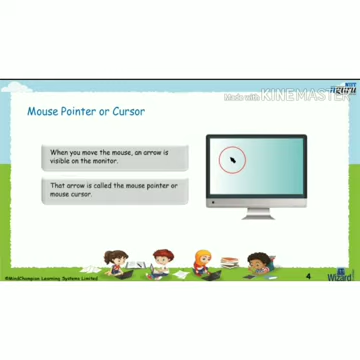 guru
Made with KINEMASTER
Mouse Pointer or Cursor
When you move the mouse, an arrow is
visible on the monitor.
That arrow is called the mouse pointer or
mouse cursor.
©MindChampion Learning Systems Limited
4
Wizard